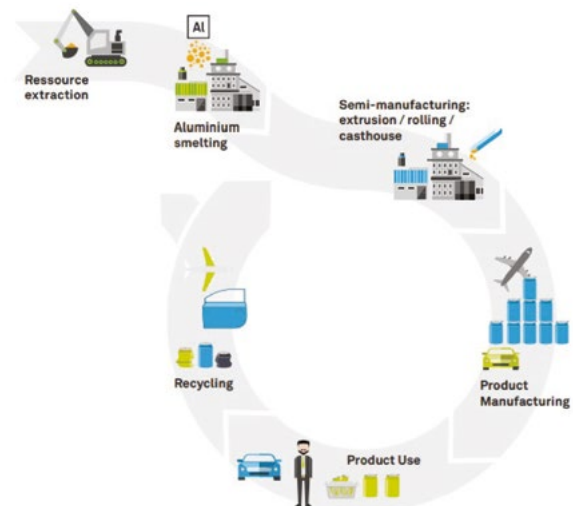 Al
Ressource
extraction
Aluminium
smelting
Semi-manufacturing:
extrusion / rolling /
casthouse
Product
Manufacturing
Product Use
Recycling